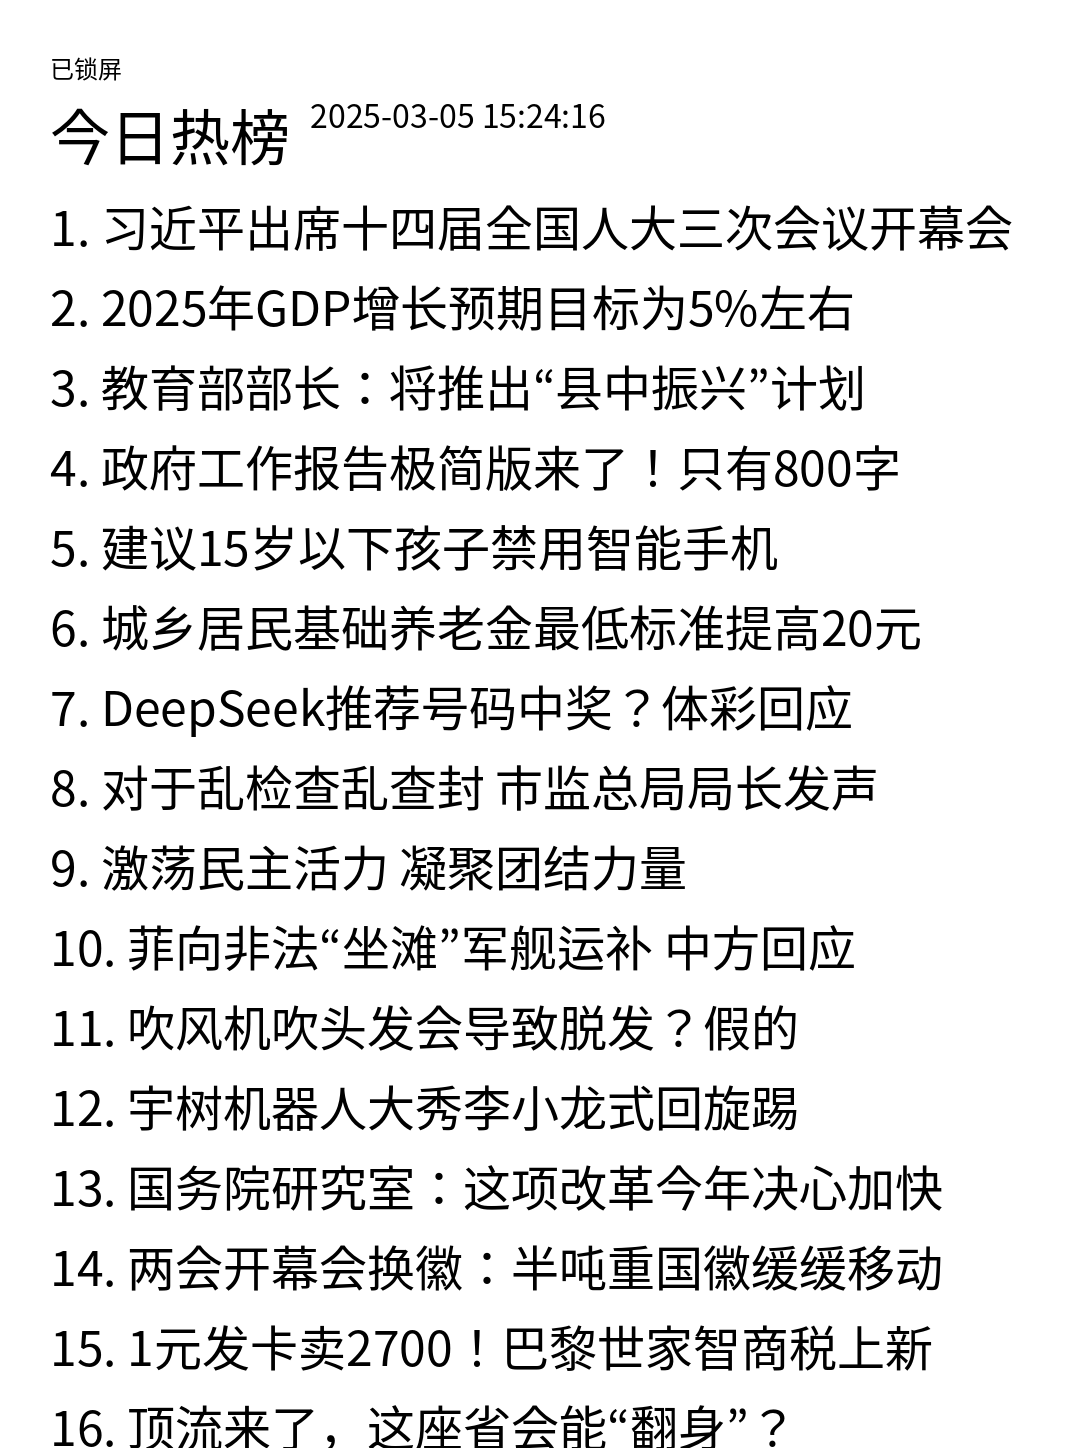 已锁屏
今日热榜 2025-03-05 15:24:16
1. 习近平出席十四届全国人大三次会议开幕会
2. 2025年GDP增长预期目标为5%左右
3. 教育部部长：将推出“县中振兴”计划
4. 政府工作报告极简版来了！只有800字
5. 建议15岁以下孩子禁用智能手机
6. 城乡居民基础养老金最低标准提高20元
7. DeepSeek推荐号码中奖？体彩回应
8. 对于乱检查乱查封 市监总局局长发声
9. 激荡民主活力 凝聚团结力量
10. 菲向非法“坐滩”军舰运补 中方回应
11. 吹风机吹头发会导致脱发？假的
12. 宇树机器人大秀李小龙式回旋踢
13. 国务院研究室：这项改革今年决心加快
14. 两会开幕会换徽：半吨重国徽缓缓移动
15. 1元发卡卖2700！巴黎世家智商税上新
16. 顶流来了，这座省会能“翻身”？